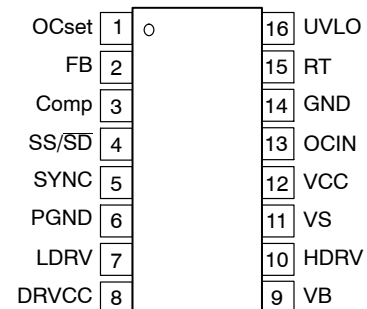 OCset 1 16 UVLO
FB 2 15 RT
Comp 3 14 GND
SS/SD 4 13 OCIN
SYNC 5 12 VCC
PGND 6 11 VS
LDRV 7 10 HDRV
DRVCC 8 9 VB